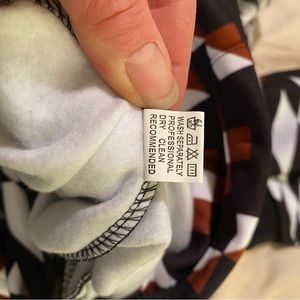 WASH SEPARATELY
PROFESSIONAL
DRY CLEAN
RECOMMENDED